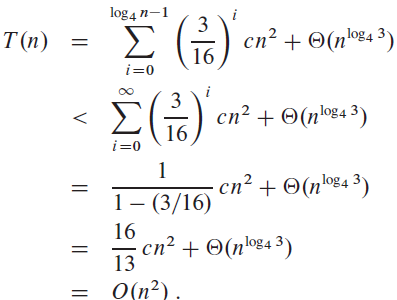 T(n) = \sum_{i=0}^{\log_4 n-1} \left(\frac{3}{16}\right)^i cn^2 + \Theta(n^{\log_4 3})
< \sum_{i=0}^{\infty} \left(\frac{3}{16}\right)^i cn^2 + \Theta(n^{\log_4 3})
= \frac{1}{1 - (3/16)} cn^2 + \Theta(n^{\log_4 3})
= \frac{16}{13} cn^2 + \Theta(n^{\log_4 3})
= O(n^2) .